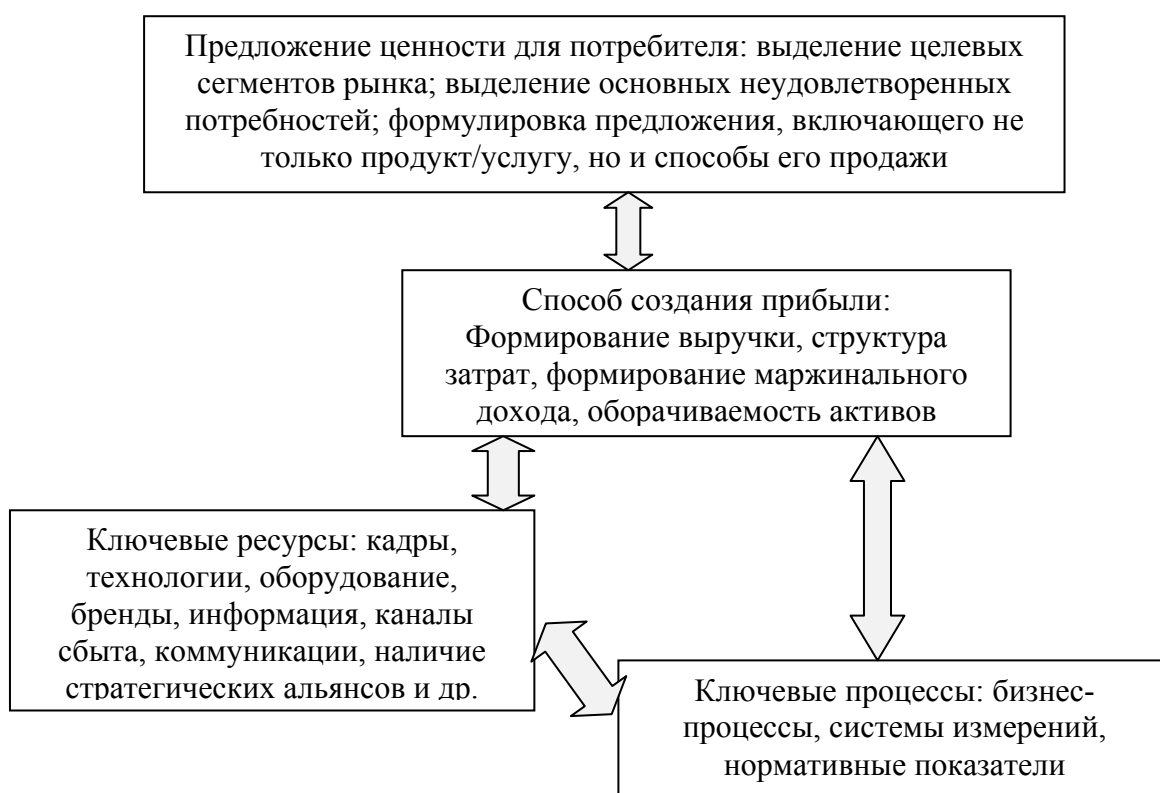 Предложение ценности для потребителя: выделение целевых
сегментов рынка; выделение основных неудовлетворенных
потребностей; формулировка предложения, включающего не
только продукт/услугу, но и способы его продажи
Способ создания прибыли:
Формирование выручки, структура
затрат, формирование маржинального
дохода, оборачиваемость активов
Ключевые ресурсы: кадры,
технологии, оборудование,
бренды, информация, каналы
сбыта, коммуникации, наличие
стратегических альянсов и др.
Ключевые процессы: бизнес-
процессы, системы измерений,
нормативные показатели